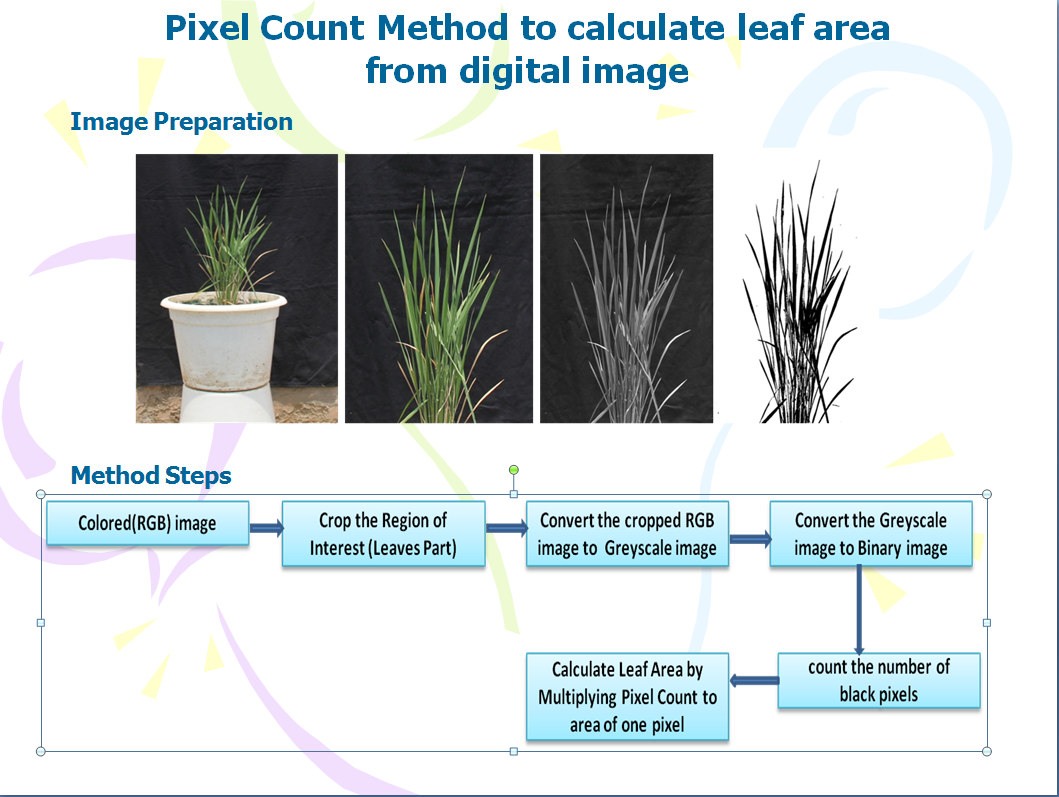 Pixel Count Method to calculate leaf area
from digital image
Image Preparation
Method Steps
Colored(RGB) image
Crop the Region of
Interest (Leaves Part)
Convert the cropped RGB
image to Greyscale image
Convert the Greyscale
image to Binary image
count the number of
black pixels
Calculate Leaf Area by
Multiplying Pixel Count to
area of one pixel